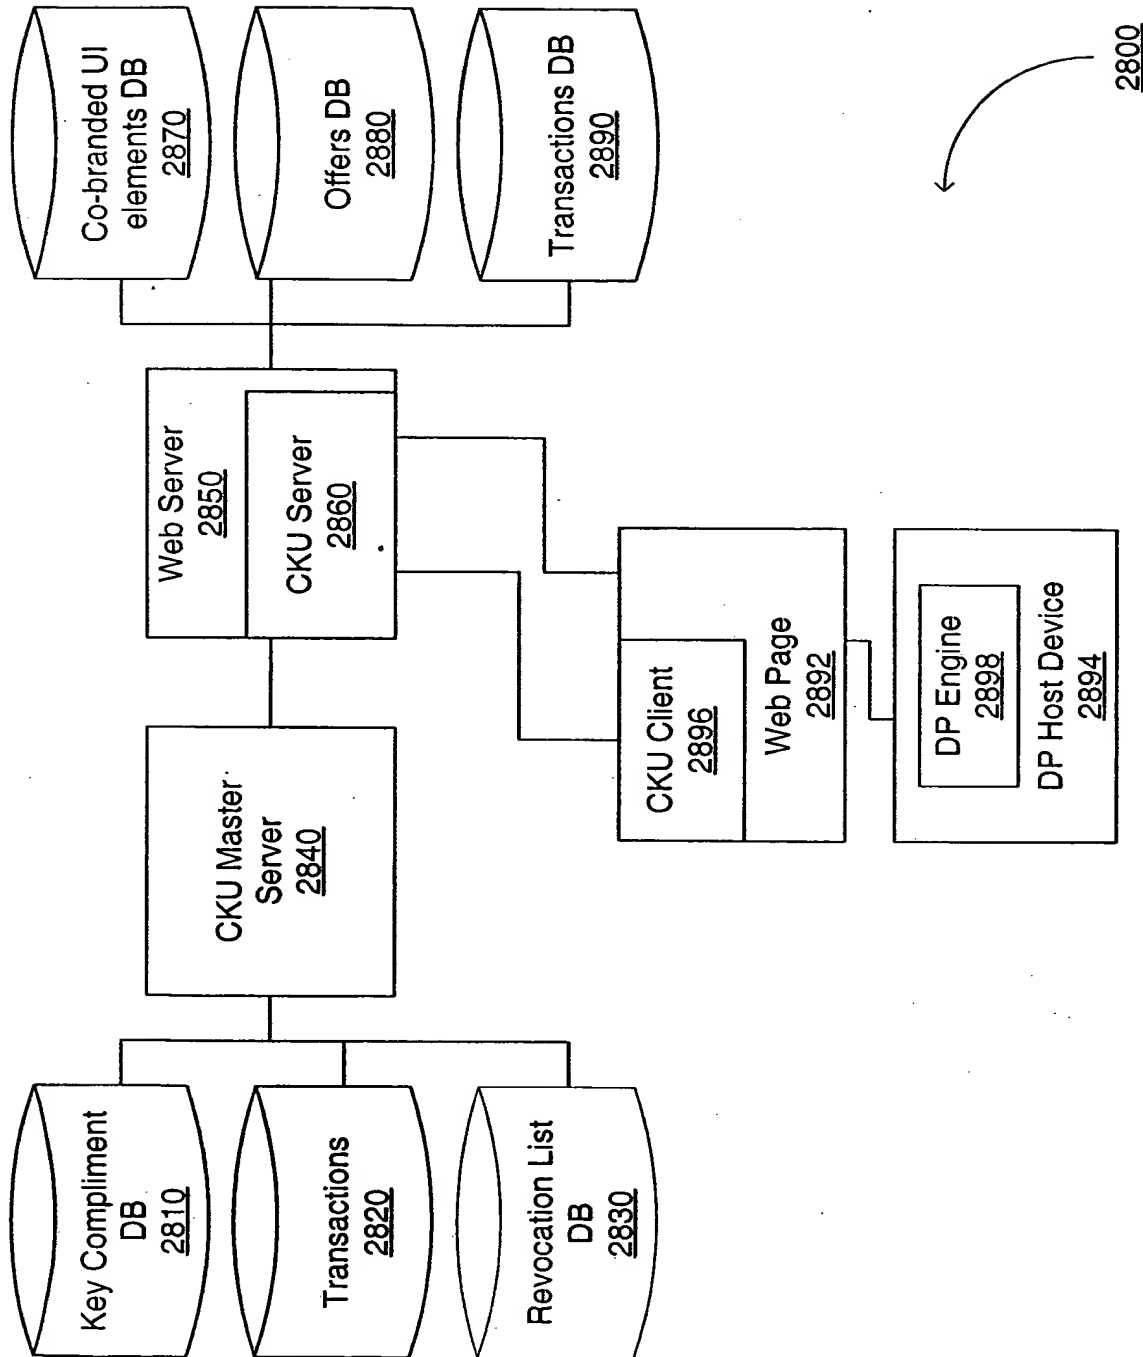 Key Compliment
DB
2810
Transactions
2820
Revocation List
DB
2830
CKU Master
Server
2840
Web Server
2850
CKU Server
2860
Co-branded UI
elements DB
2870
Offers DB
2880
Transactions DB
2890
CKU Client
2896
Web Page
2892
DP Engine
2898
DP Host Device
2894
2800